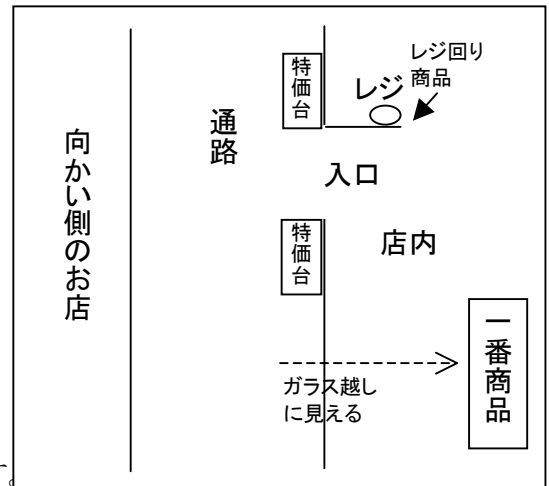 向かい側のお店
通路
特価台
レジ
レジ回り
商品
入口
特価台
店内
ガラス越し
に見える
一番商品
す。